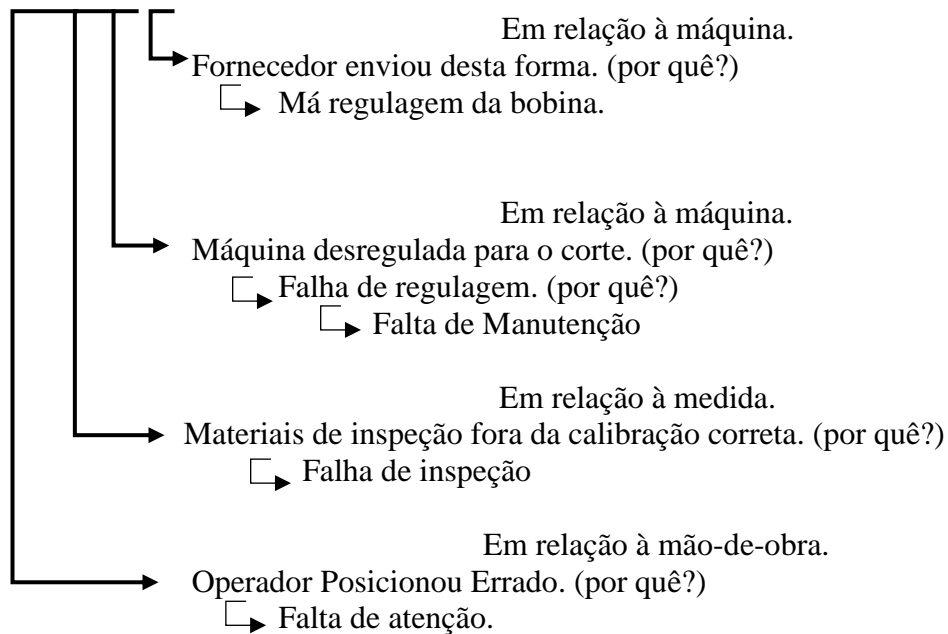 Em relação à máquina.
Fornecedor enviou desta forma. (por quê?)
Má regulagem da bobina.
Em relação à máquina.
Máquina desregulada para o corte. (por quê?)
Falha de regulagem. (por quê?)
Falta de Manutenção
Em relação à medida.
Materiais de inspeção fora da calibração correta. (por quê?)
Falha de inspeção
Em relação à mão-de-obra.
Operador Posicionou Errado. (por quê?)
Falta de atenção.